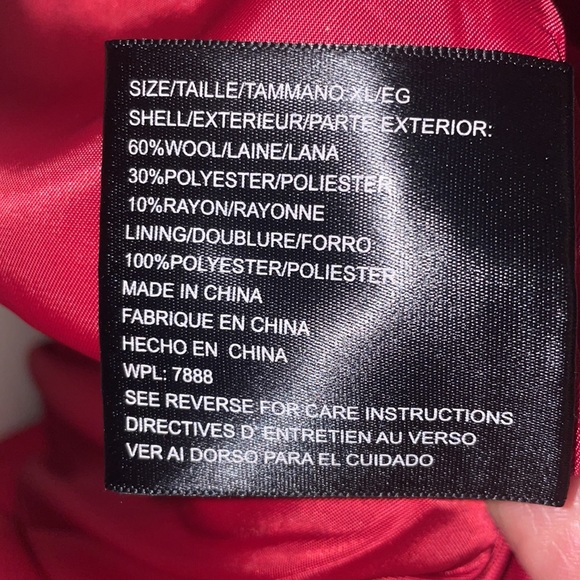 SIZE/TAILLE/TAMMANO XL/EG
SHELL/EXTERIEUR/PARTE EXTERIOR:
60%WOOL/LAINE/LANA
30%POLYESTER/POLIESTER
10%RAYON/RAYONNE
LINING/DOUBLURE/FORRO
100%POLYESTER/POLIESTER
MADE IN CHINA
FABRIQUE EN CHINA
HECHO EN CHINA
WPL: 7888
SEE REVERSE FOR CARE INSTRUCTIONS
DIRECTIVES D' ENTRETIEN AU VERSO
VER AI DORSO PARA EL CUIDADO